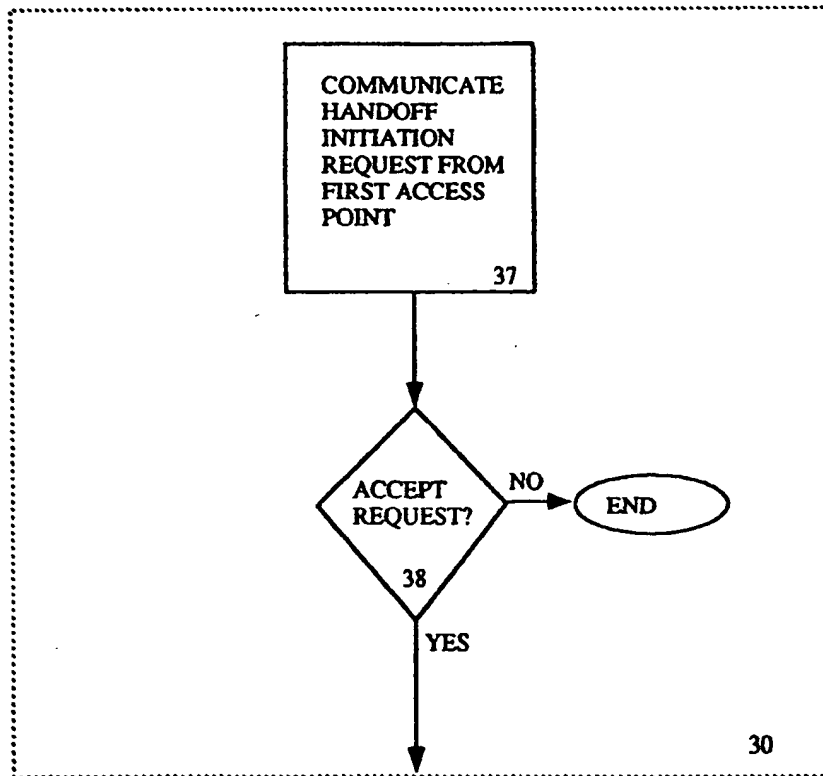 COMMUNICATE
HANDOFF
INITIATION
REQUEST FROM
FIRST ACCESS
POINT
37
ACCEPT
REQUEST?
38
NO
END
YES
30